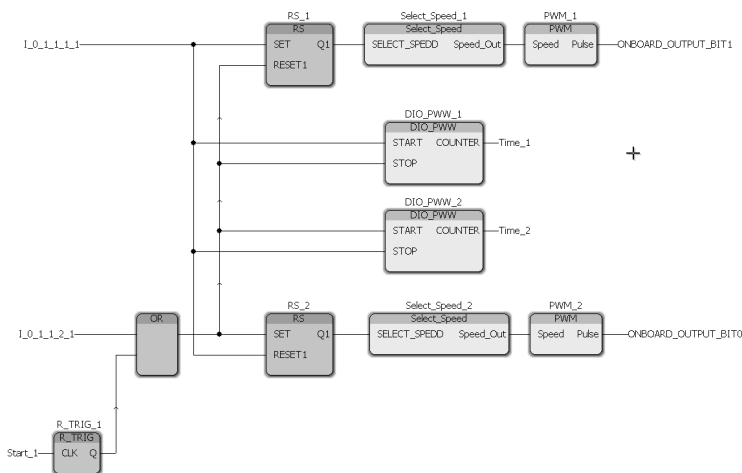 RS_1 Select_Speed_1 PWM_1
RS Select_Speed PWM
I_0_1_1_1_1 SET Q1 SELECT_SPEDD Speed_Out Speed Pulse ONBOARD_OUTPUT_BIT1
RESET1
DIO_PWW_1
DIO_PWW
START COUNTER Time_1
STOP
DIO_PWW_2
DIO_PWW
START COUNTER Time_2
STOP
RS_2 Select_Speed_2 PWM_2
OR RS Select_Speed PWM
I_0_1_1_2_1 SET Q1 SELECT_SPEDD Speed_Out Speed Pulse ONBOARD_OUTPUT_BIT0
RESET1
R_TRIG_1
R_TRIG
Start_1 CLK Q